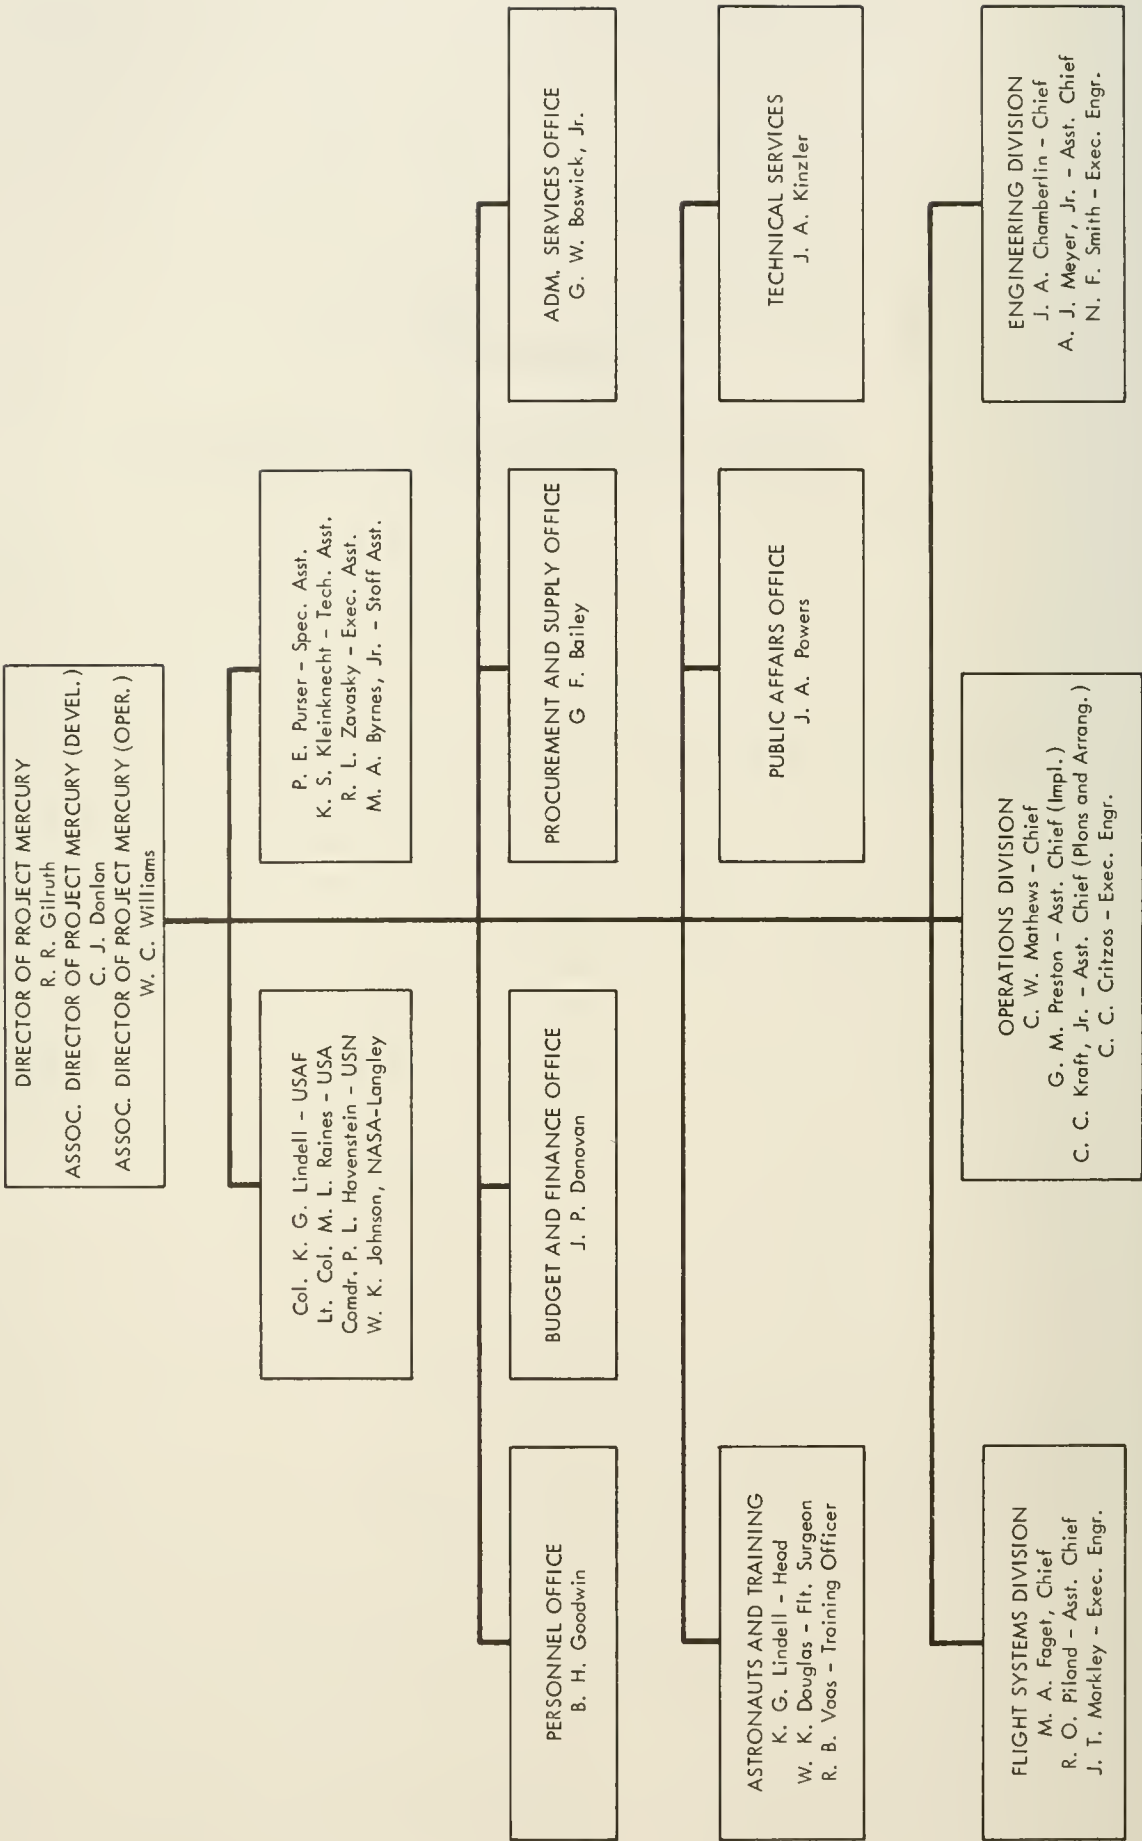 DIRECTOR OF PROJECT MERCURY
R. R. Gilruth
ASSOC. DIRECTOR OF PROJECT MERCURY (DEVEL.)
C. J. Donlan
ASSOC. DIRECTOR OF PROJECT MERCURY (OPER.)
W. C. Williams
Col. K. G. Lindell - USAF
Lt. Col. M. L. Raines - USA
Comdr. P. L. Havenstein - USN
W. K. Johnson, NASA-Langley
P. E. Purser - Spec. Asst.
K. S. Kleinknecht - Tech. Asst.
R. L. Zavasky - Exec. Asst.
M. A. Byrnes, Jr. - Stoff Asst.
PERSONNEL OFFICE
B. H. Goodwin
BUDGET AND FINANCE OFFICE
J. P. Donovan
PROCUREMENT AND SUPPLY OFFICE
G F. Bailey
ADM. SERVICES OFFICE
G. W. Boswick, Jr.
ASTRONAUTS AND TRAINING
K. G. Lindell - Head
W. K. Douglas - Flt. Surgeon
R. B. Voas - Training Officer
PUBLIC AFFAIRS OFFICE
J. A. Powers
TECHNICAL SERVICES
J. A. Kinzler
FLIGHT SYSTEMS DIVISION
M. A. Faget, Chief
R. O. Piland - Asst. Chief
J. T. Markley - Exec. Engr.
OPERATIONS DIVISION
C. W. Mathews - Chief
G. M. Preston - Asst. Chief (Impl.)
C. C. Kraft, Jr. - Asst. Chief (Plons and Arrang.)
C. C. Critzos - Exec. Engr.
ENGINEERING DIVISION
J. A. Chamberlin - Chief
A. J. Meyer, Jr. - Asst. Chief
N. F. Smith - Exec. Engr.